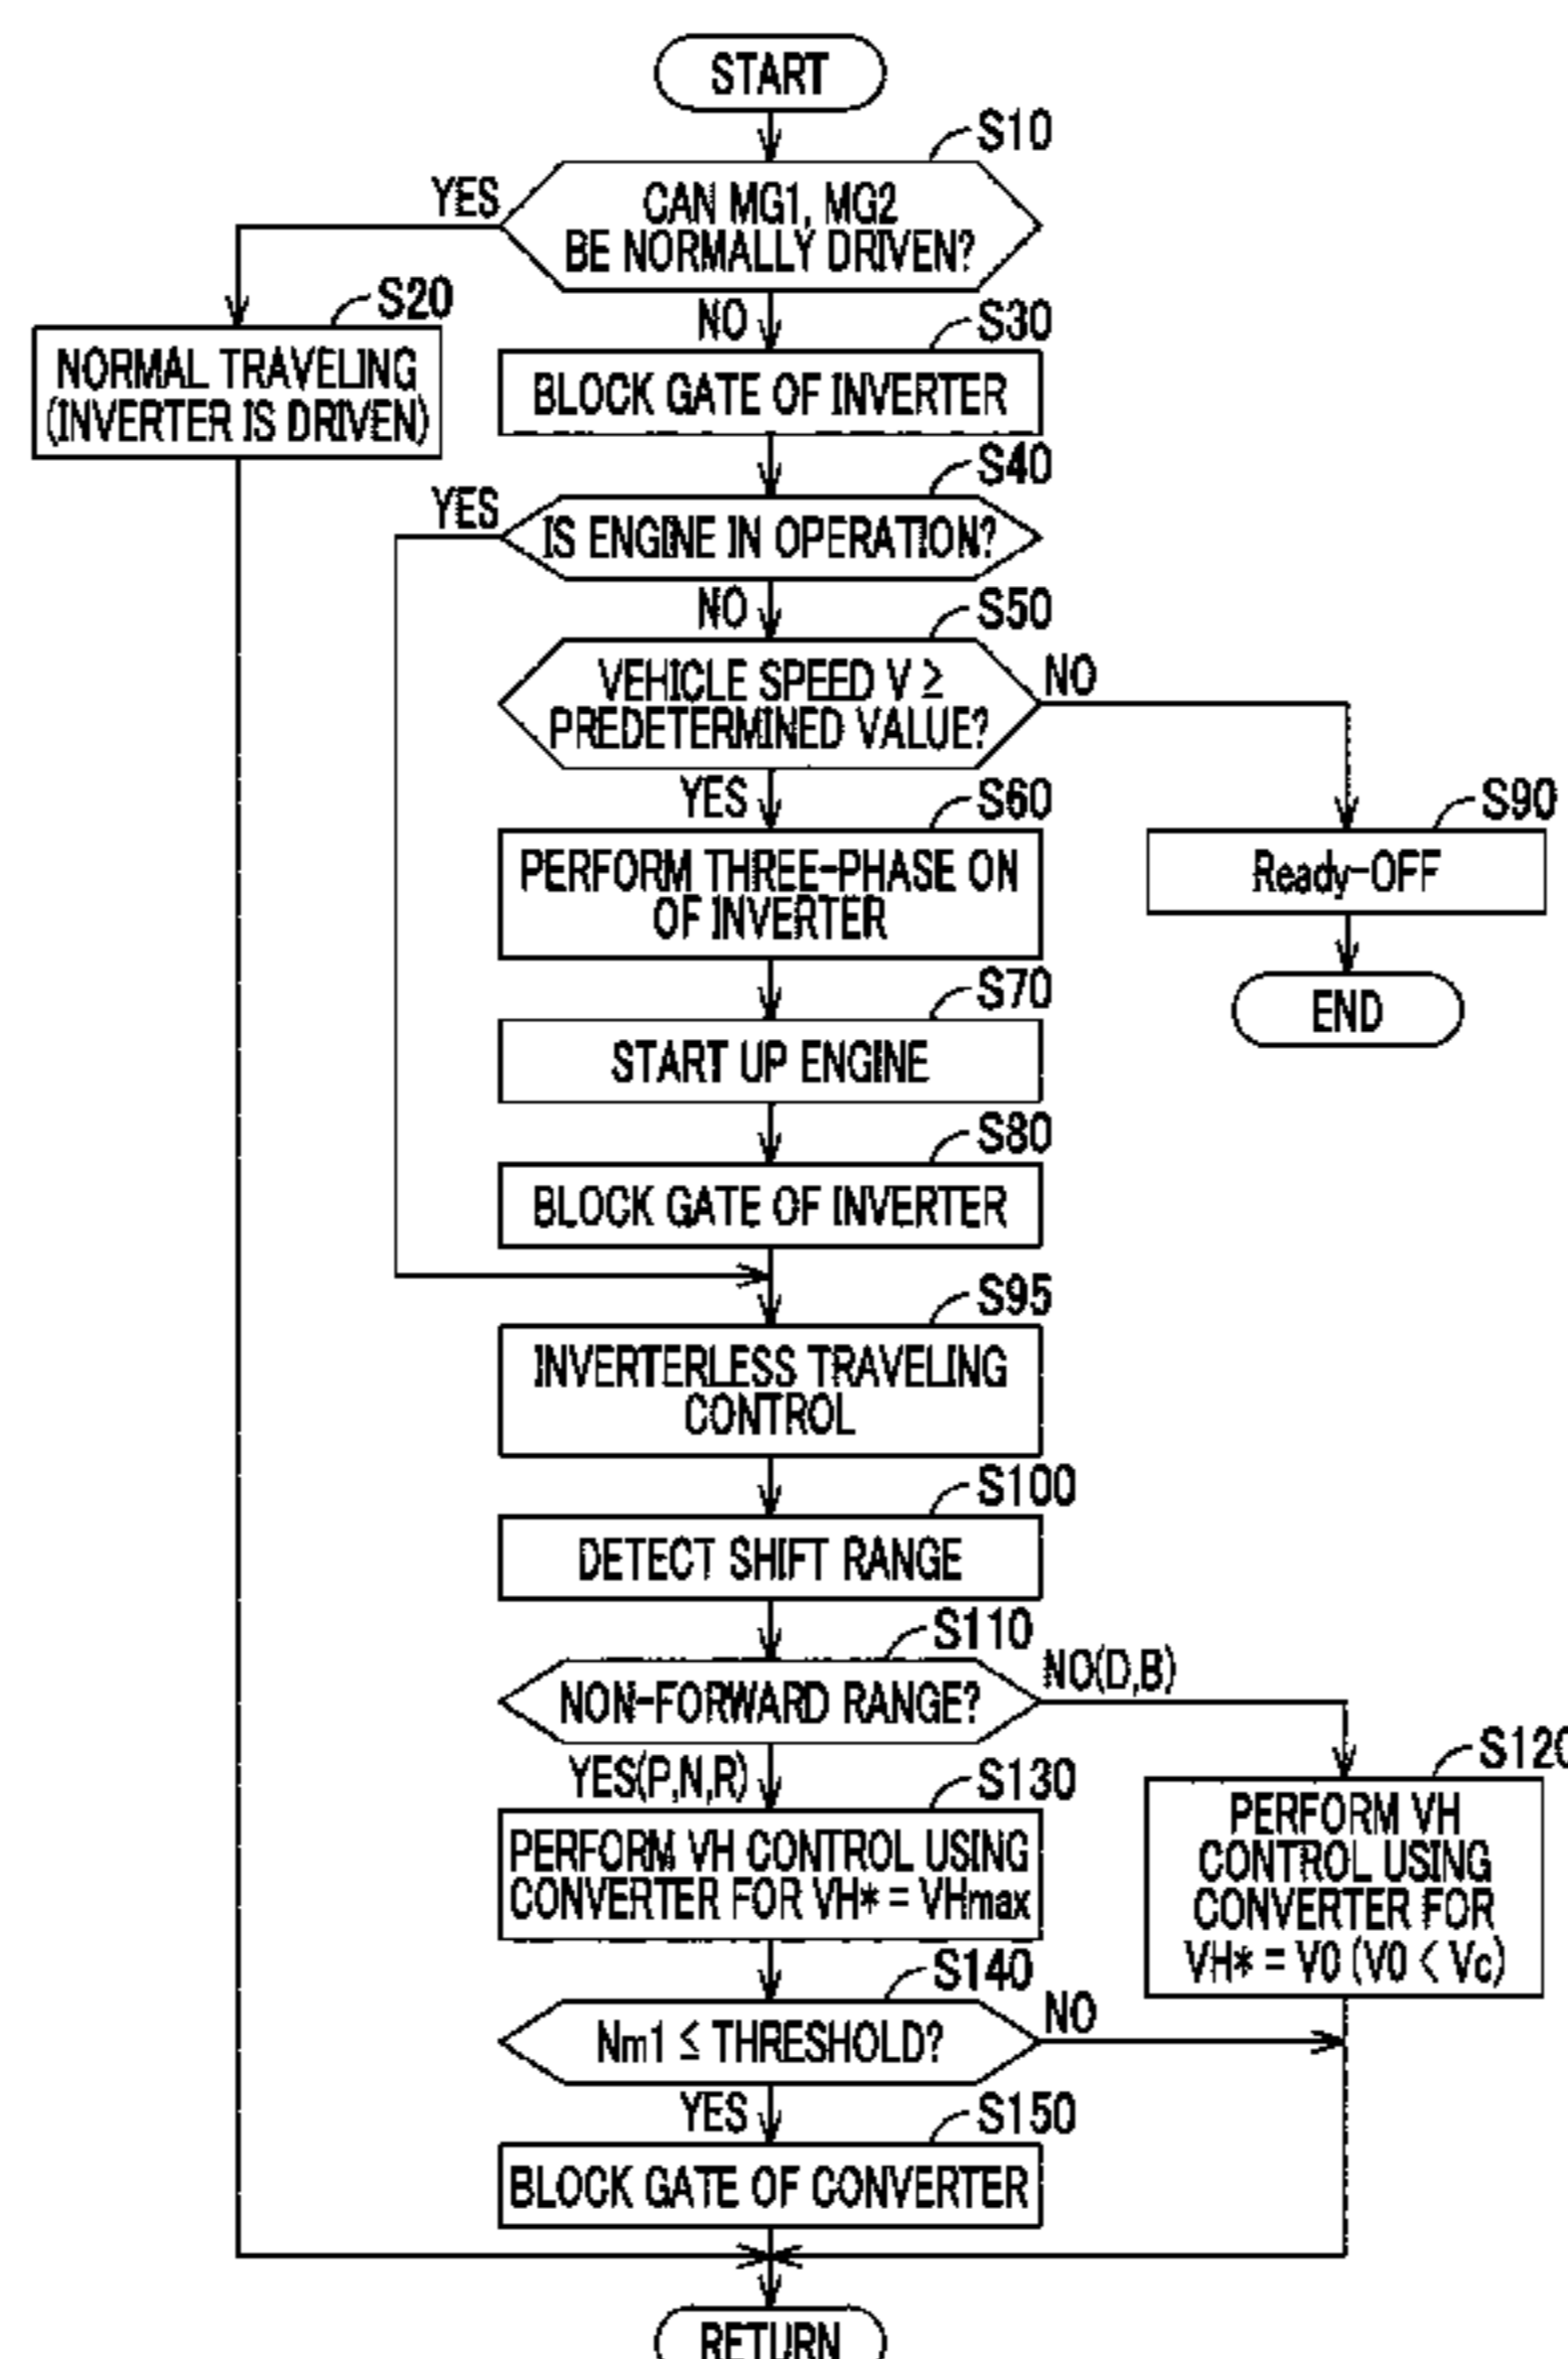 START
S10
YES
CAN MG1, MG2
BE NORMALLY DRIVEN?
S20
NO
S30
NORMAL TRAVELING
(INVERTER IS DRIVEN)
BLOCK GATE OF INVERTER
S40
YES
IS ENGINE IN OPERATION?
NO
S50
VEHICLE SPEED V ≥
PREDETERMINED VALUE?
NO
YES
S60
S90
PERFORM THREE-PHASE ON
OF INVERTER
Ready-OFF
S70
END
START UP ENGINE
S80
BLOCK GATE OF INVERTER
S95
INVERTERLESS TRAVELING
CONTROL
S100
DETECT SHIFT RANGE
S110
NON-FORWARD RANGE?
NO(D,B)
YES(P,N,R)
S130
S120
PERFORM VH CONTROL USING
CONVERTER FOR VH* = VHmax
PERFORM VH
CONTROL USING
CONVERTER FOR
VH* = V0 (V0 < Vc)
S140
Nm1 ≤ THRESHOLD?
NO
YES
S150
BLOCK GATE OF CONVERTER
RETURN